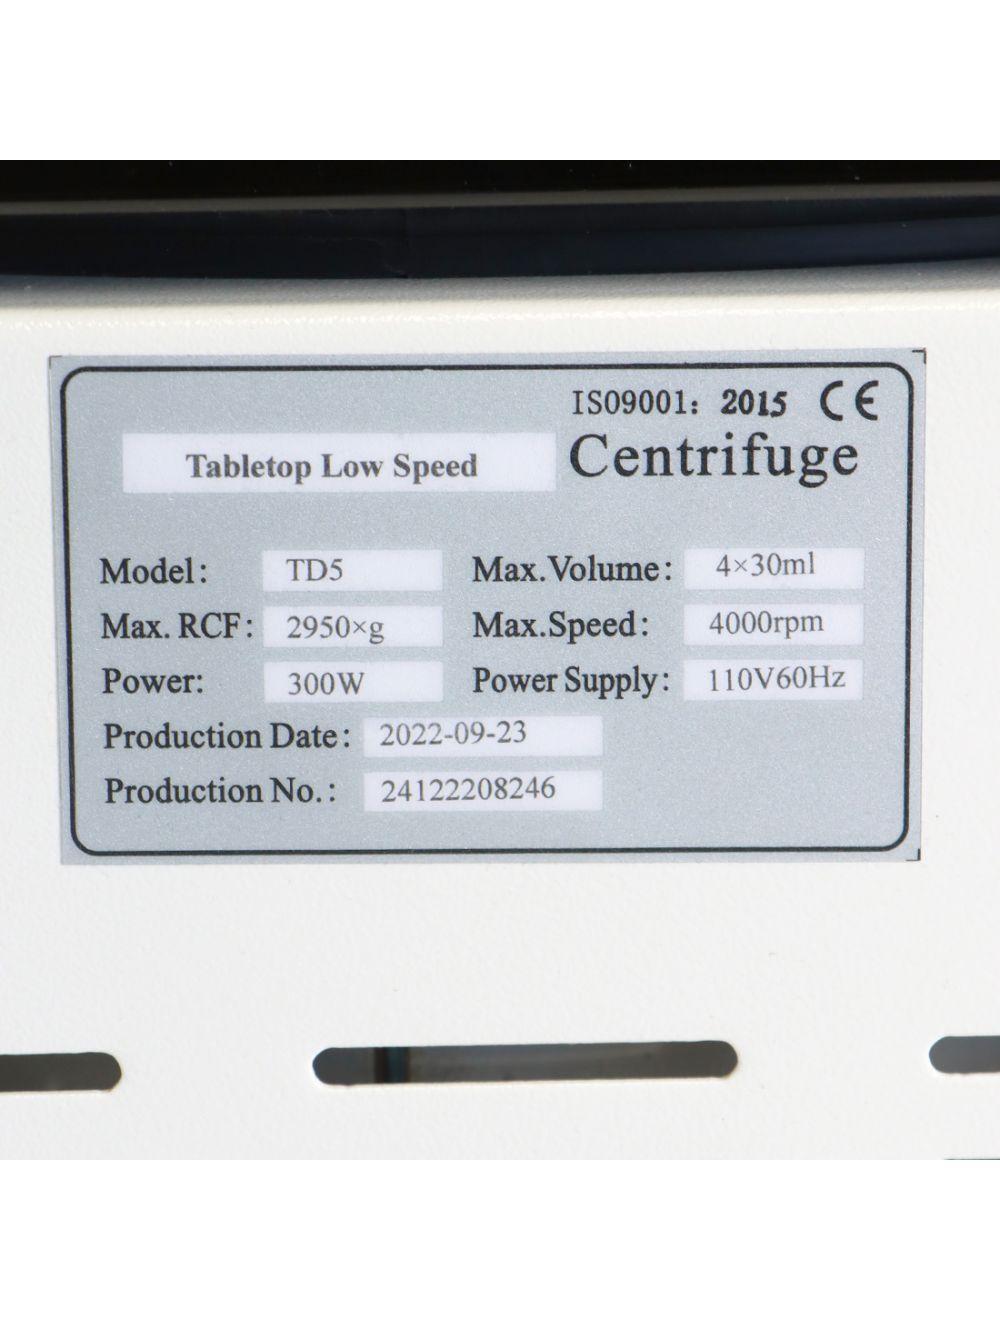 ISO9001: 2015 CE
Tabletop Low Speed Centrifuge
Model: TD5 Max.Volume: 4×30ml
Max. RCF: 2950×g Max.Speed: 4000rpm
Power: 300W Power Supply: 110V60Hz
Production Date: 2022-09-23
Production No.: 24122208246